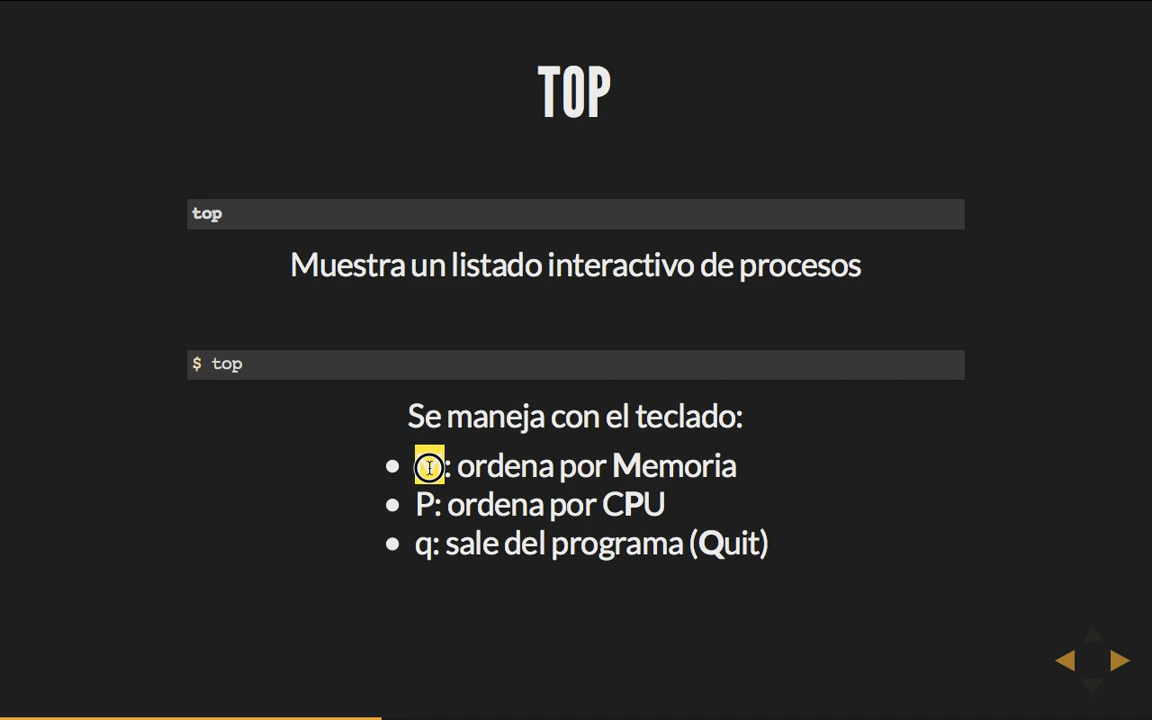 TOP
top
Muestra un listado interactivo de procesos
$ top
Se maneja con el teclado:
: ordena por Memoria
P: ordena por CPU
q: sale del programa (Quit)